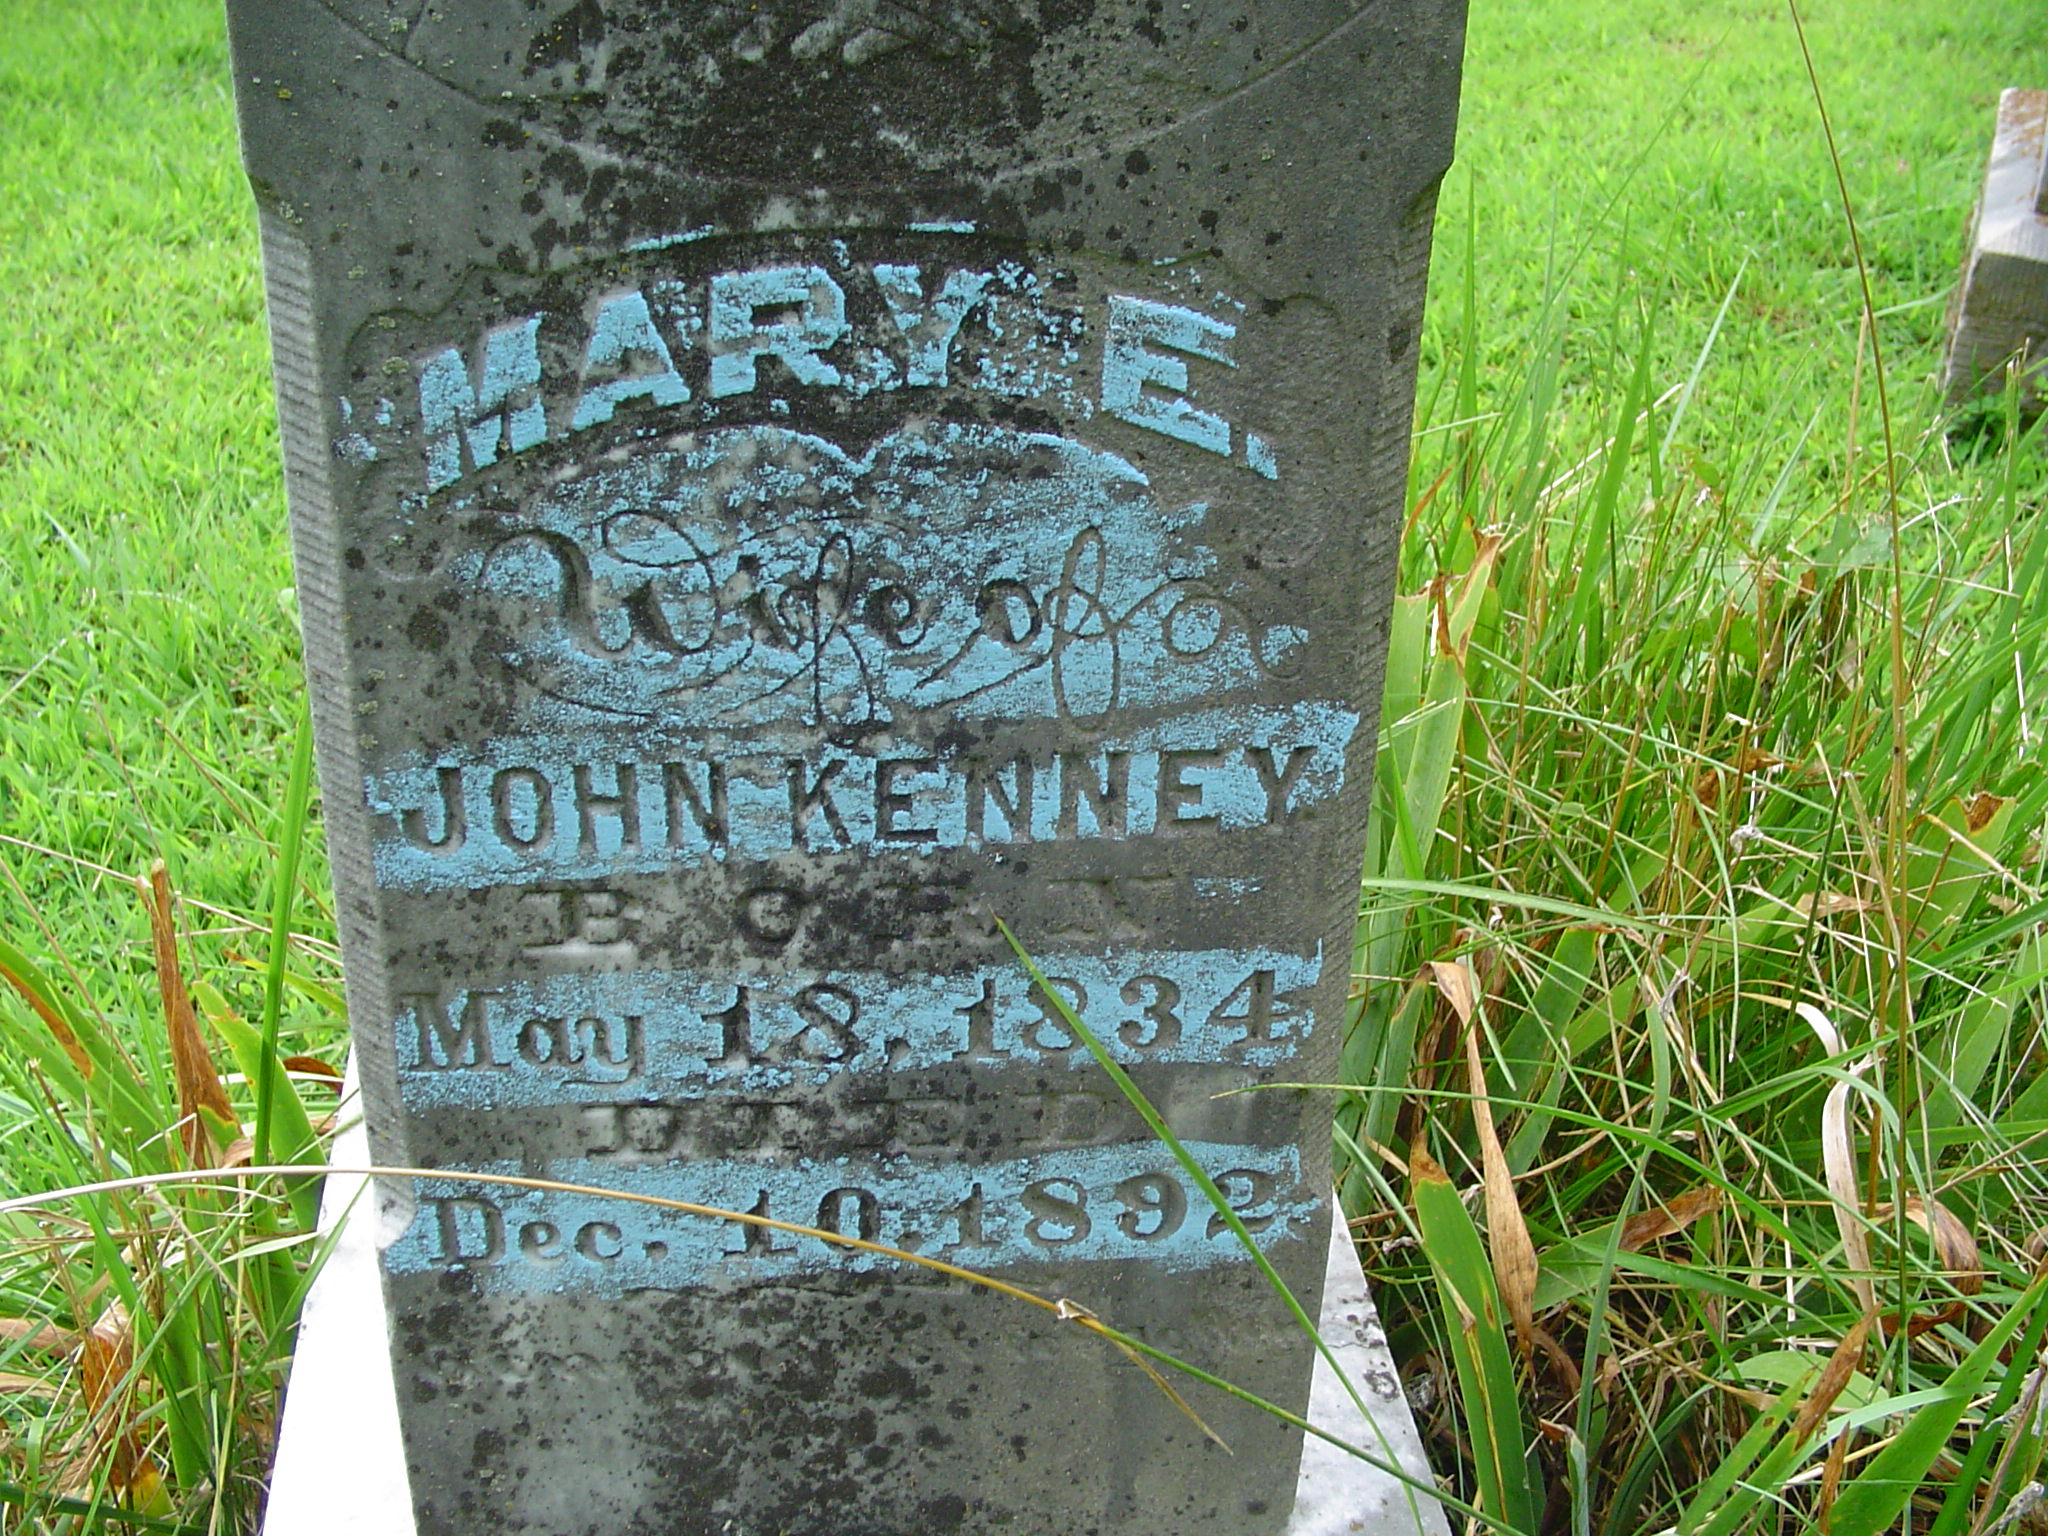 MARY E.
Wife of
JOHN KENNEY
BORN
May 18, 1834
DIED
Dec. 10, 1892